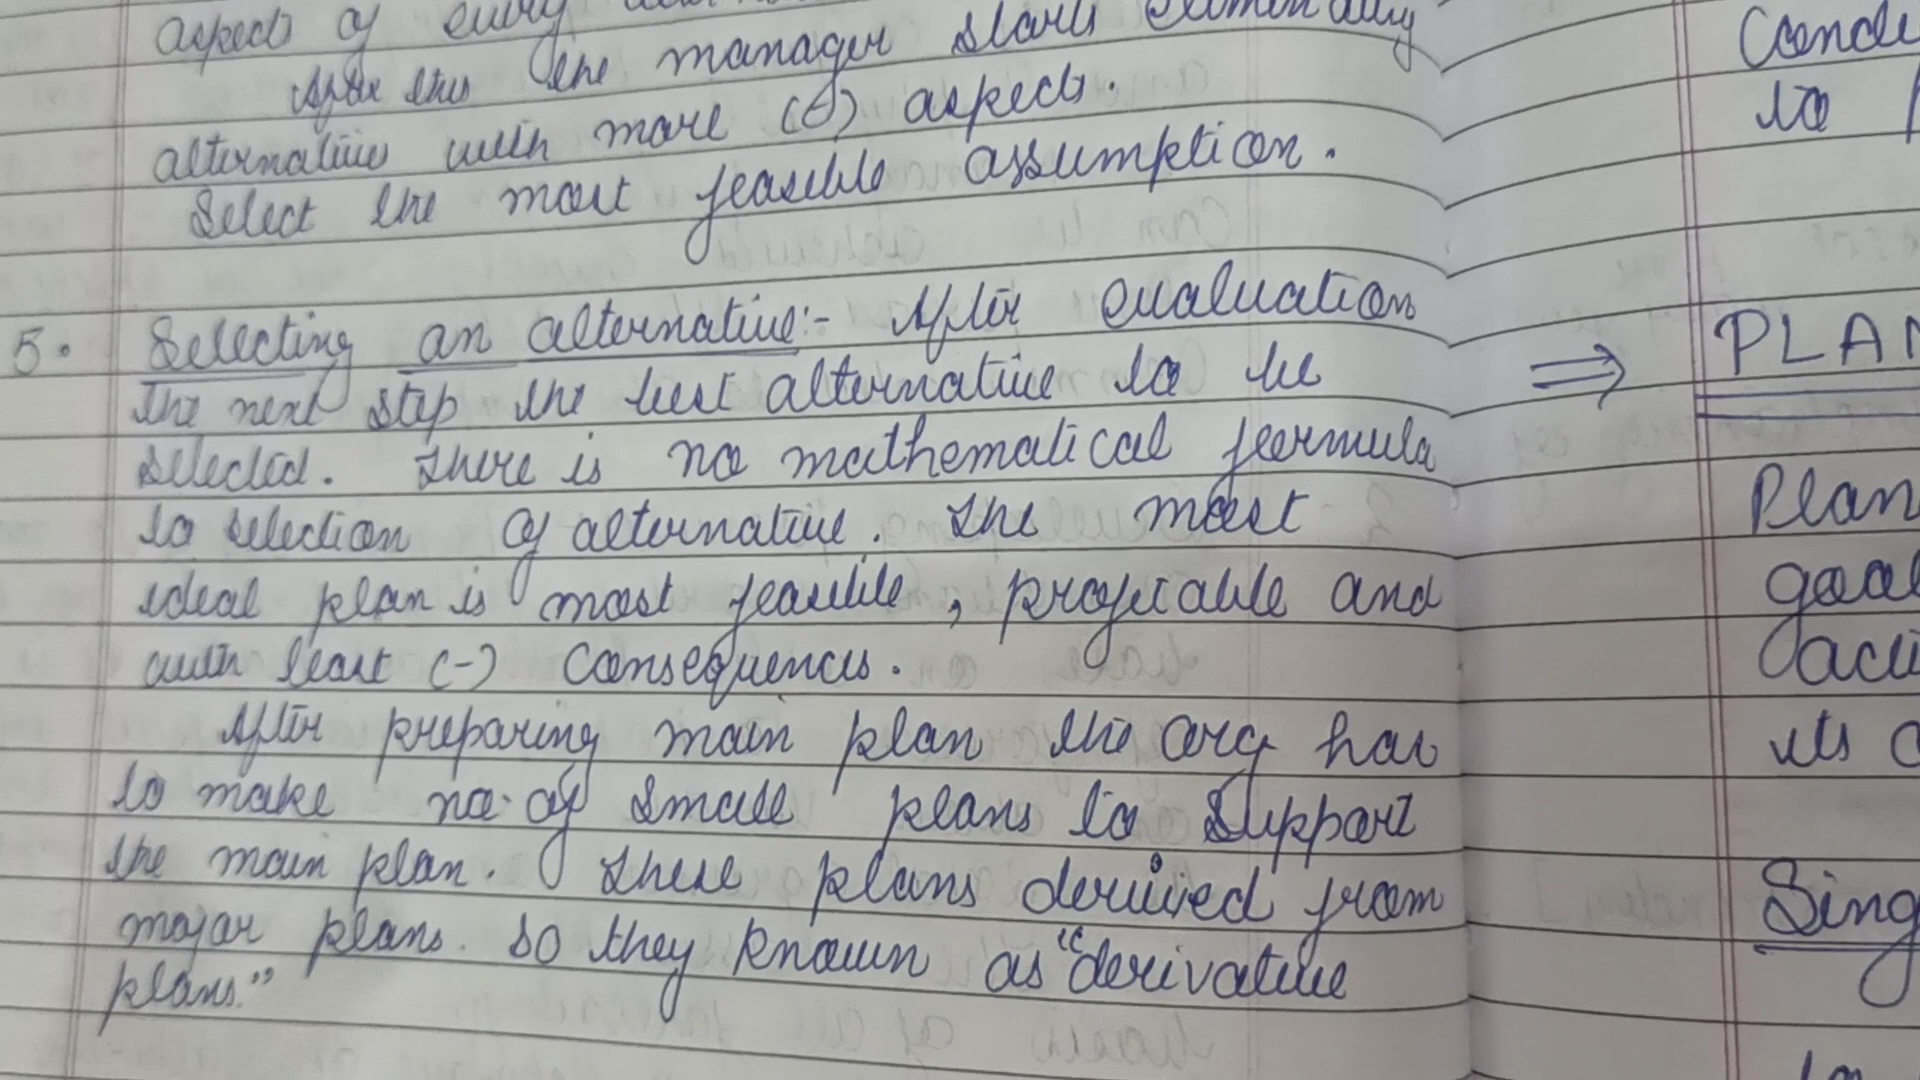 aspects of every
After this the manager starts eliminating
alternative with more (-) aspects.
Select the most feasible assumption.
5. Selecting an alternative:- After evaluation
the next step the best alternative to be
selected. There is no mathematical formula
to selection of alternative. The most
ideal plan is most feasible, profitable and
with least (-) consequences.
After preparing main plan the org has
to make no. of small plans to support
the main plan. These plans derived from
major plans. so they known as "derivative
plans."
to
⇒ PLAN
Plan
goal
acti
its
Sing